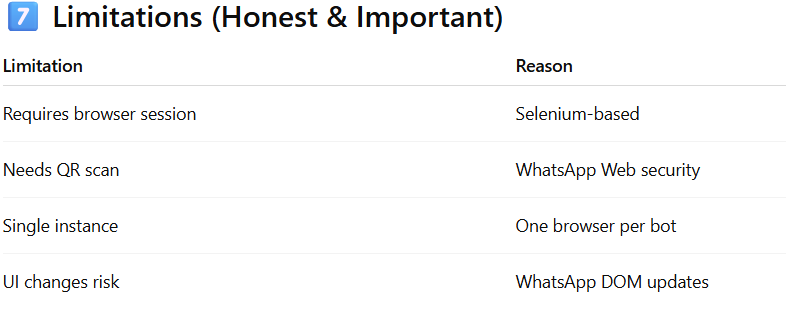 7 Limitations (Honest & Important)
Limitation Reason
Requires browser session Selenium-based
Needs QR scan WhatsApp Web security
Single instance One browser per bot
UI changes risk WhatsApp DOM updates